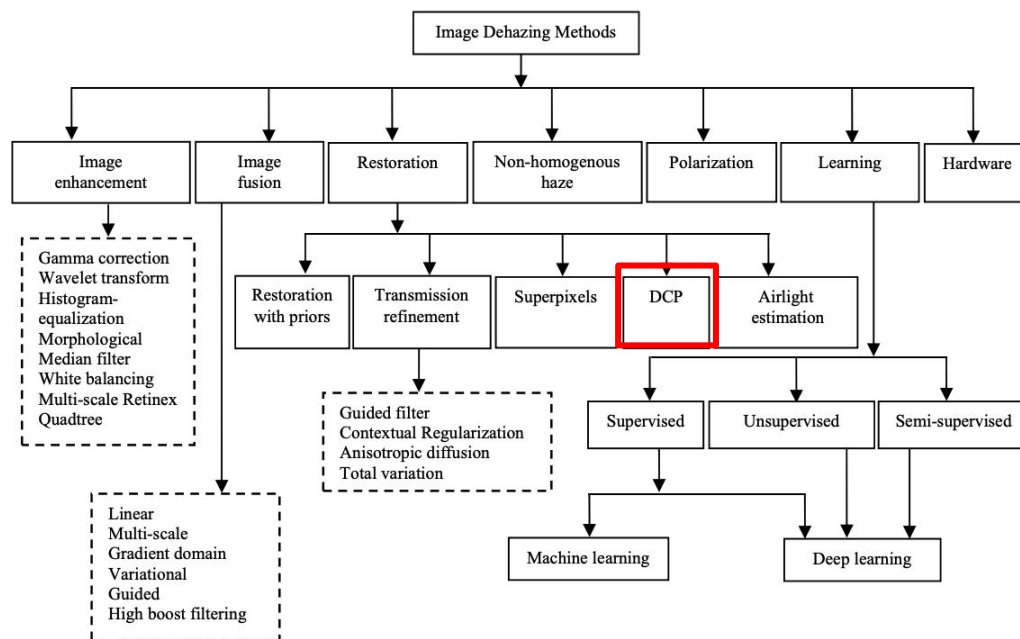 Image Dehazing Methods
Image
enhancement
Image
fusion
Restoration
Non-homogenous
haze
Polarization
Learning
Hardware
Gamma correction
Wavelet transform
Histogram-
equalization
Morphological
Median filter
White balancing
Multi-scale Retinex
Quadtree
Restoration
with priors
Transmission
refinement
Superpixels
DCP
Airlight
estimation
Guided filter
Contextual Regularization
Anisotropic diffusion
Total variation
Supervised
Unsupervised
Semi-supervised
Linear
Multi-scale
Gradient domain
Variational
Guided
High boost filtering
Machine learning
Deep learning